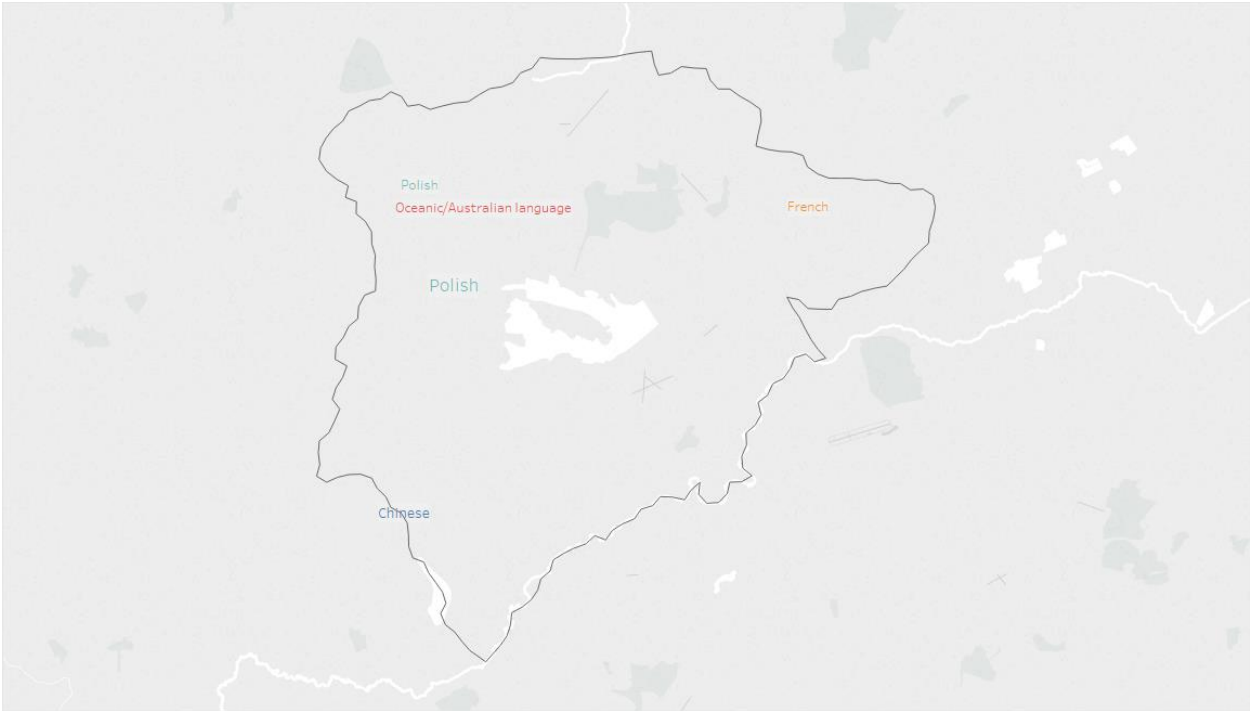 Polish
Oceanic/Australian language
French
Polish
Chinese